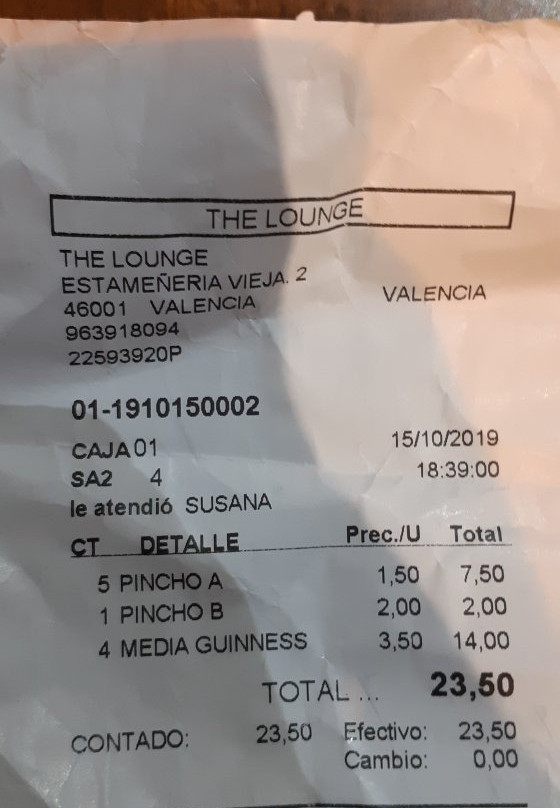 THE LOUNGE
THE LOUNGE
ESTAMEÑERIA VIEJA. 2
46001 VALENCIA VALENCIA
963918094
22593920P
01-1910150002
CAJA 01 15/10/2019
SA2 4 18:39:00
le atendió SUSANA
CT DETALLE Prec./U Total
5 PINCHO A 1,50 7,50
1 PINCHO B 2,00 2,00
4 MEDIA GUINNESS 3,50 14,00
TOTAL ... 23,50
CONTADO: 23,50 Efectivo: 23,50
Cambio: 0,00